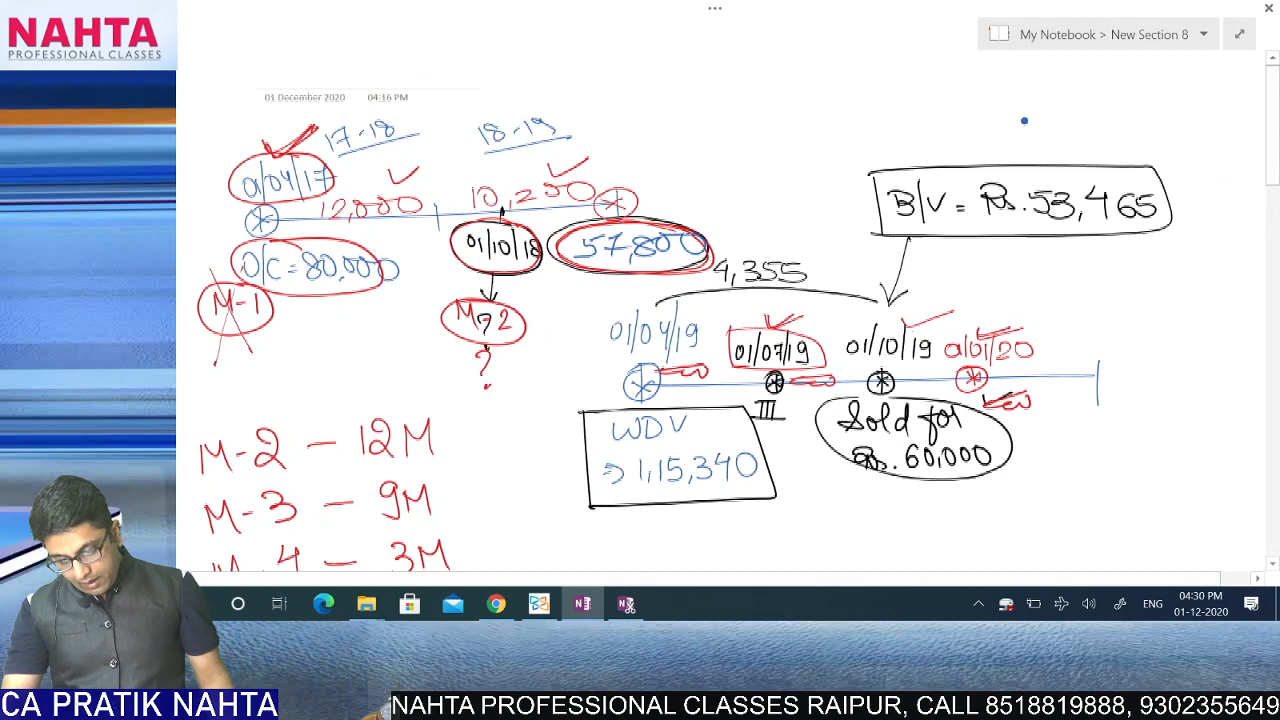 NAHTA
PROFESSIONAL CLASSES
My Notebook > New Section 8
01 December 2020 04:16 PM
17-18
18-19
01/04/17
12,000
10,200
01/10/18
57,800
B/V = Rs. 53,465
O/C = 80,000
M-1
M-2
?
4,355
01/04/19
01/07/19
01/10/19
01/01/20
III
WDV
⇒ 1,15,340
Sold for
Rs. 60,000
M-2 - 12M
M-3 - 9M
M-4 - 3M
ENG
04:30 PM
01-12-2020
CA PRATIK NAHTA
NAHTA PROFESSIONAL CLASSES RAIPUR, CALL 8518819888, 9302355649